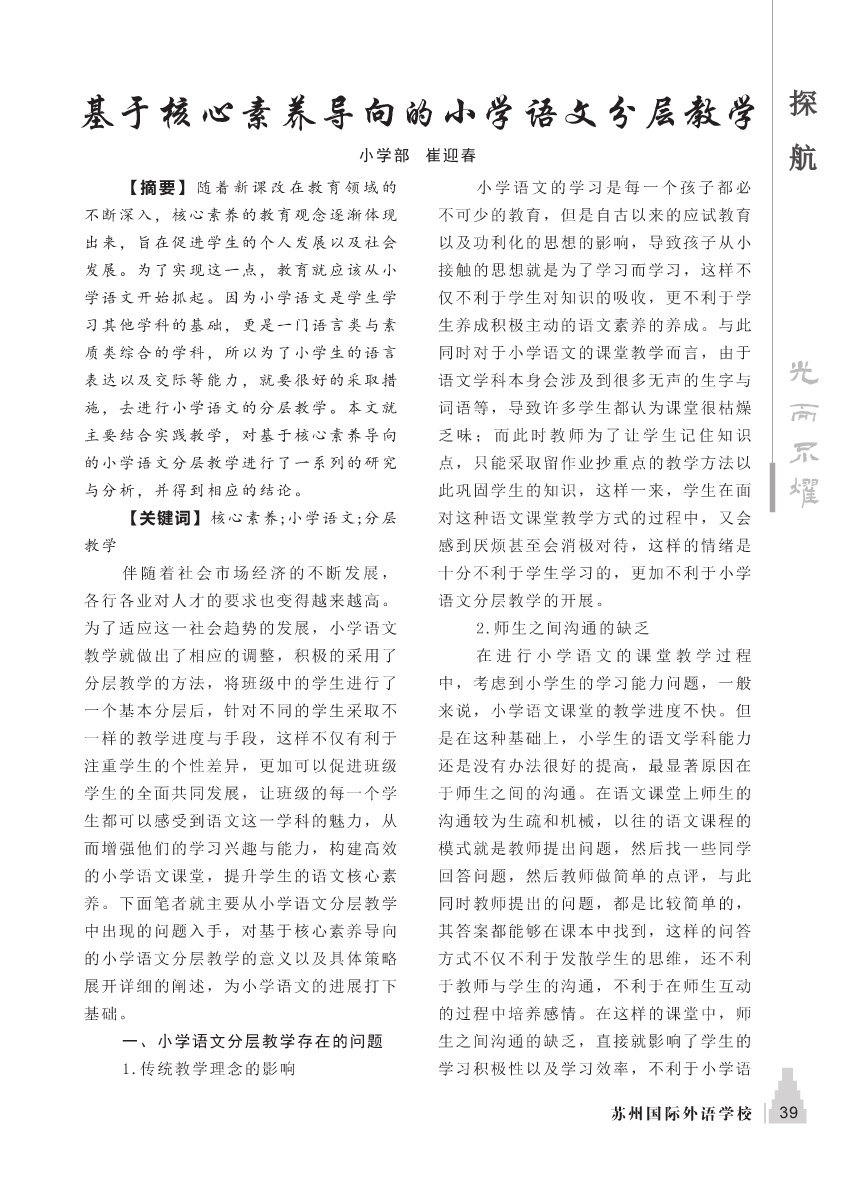 基于核心素养导向的小学语文分层教学
小学部 崔迎春
【摘要】随着新课改在教育领域的
不断深入，核心素养的教育观念逐渐体现
出来，旨在促进学生的个人发展以及社会
发展。为了实现这一点，教育就应该从小
学语文开始抓起。因为小学语文是学生学
习其他学科的基础，更是一门语言类与素
质类综合的学科，所以为了小学生的语言
表达以及交际等能力，就要很好的采取措
施，去进行小学语文的分层教学。本文就
主要结合实践教学，对基于核心素养导向
的小学语文分层教学进行了一系列的研究
与分析，并得到相应的结论。
【关键词】核心素养;小学语文;分层
教学
伴随着社会市场经济的不断发展，
各行各业对人才的要求也变得越来越高。
为了适应这一社会趋势的发展，小学语文
教学就做出了相应的调整，积极的采用了
分层教学的方法，将班级中的学生进行了
一个基本分层后，针对不同的学生采取不
一样的教学进度与手段，这样不仅有利于
注重学生的个性差异，更加可以促进班级
学生的全面共同发展，让班级的每一个学
生都可以感受到语文这一学科的魅力，从
而增强他们的学习兴趣与能力，构建高效
的小学语文课堂，提升学生的语文核心素
养。下面笔者就主要从小学语文分层教学
中出现的问题入手，对基于核心素养导向
的小学语文分层教学的意义以及具体策略
展开详细的阐述，为小学语文的进展打下
基础。
一、小学语文分层教学存在的问题
1.传统教学理念的影响
小学语文的学习是每一个孩子都必
不可少的教育，但是自古以来的应试教育
以及功利化的思想的影响，导致孩子从小
接触的思想就是为了学习而学习，这样不
仅不利于学生对知识的吸收，更不利于学
生养成积极主动的语文素养的养成。与此
同时对于小学语文的课堂教学而言，由于
语文学科本身会涉及到很多无声的生字与
词语等，导致许多学生都认为课堂很枯燥
乏味；而此时教师为了让学生记住知识
点，只能采取留作业抄重点的教学方法以
此巩固学生的知识，这样一来，学生在面
对这种语文课堂教学方式的过程中，又会
感到厌烦甚至会消极对待，这样的情绪是
十分不利于学生学习的，更加不利于小学
语文分层教学的开展。
2.师生之间沟通的缺乏
在进行小学语文的课堂教学过程
中，考虑到小学生的学习能力问题，一般
来说，小学语文课堂的教学进度不快。但
是在这种基础上，小学生的语文学科能力
还是没有办法很好的提高，最显著原因在
于师生之间的沟通。在语文课堂上师生的
沟通较为生疏和机械，以往的语文课程的
模式就是教师提出问题，然后找一些同学
回答问题，然后教师做简单的点评，与此
同时教师提出的问题，都是比较简单的，
其答案都能够在课本中找到，这样的问答
方式不仅不利于发散学生的思维，还不利
于教师与学生的沟通，不利于在师生互动
的过程中培养感情。在这样的课堂中，师
生之间沟通的缺乏，直接就影响了学生的
学习积极性以及学习效率，不利于小学语
探航
光而不耀
苏州国际外语学校 39